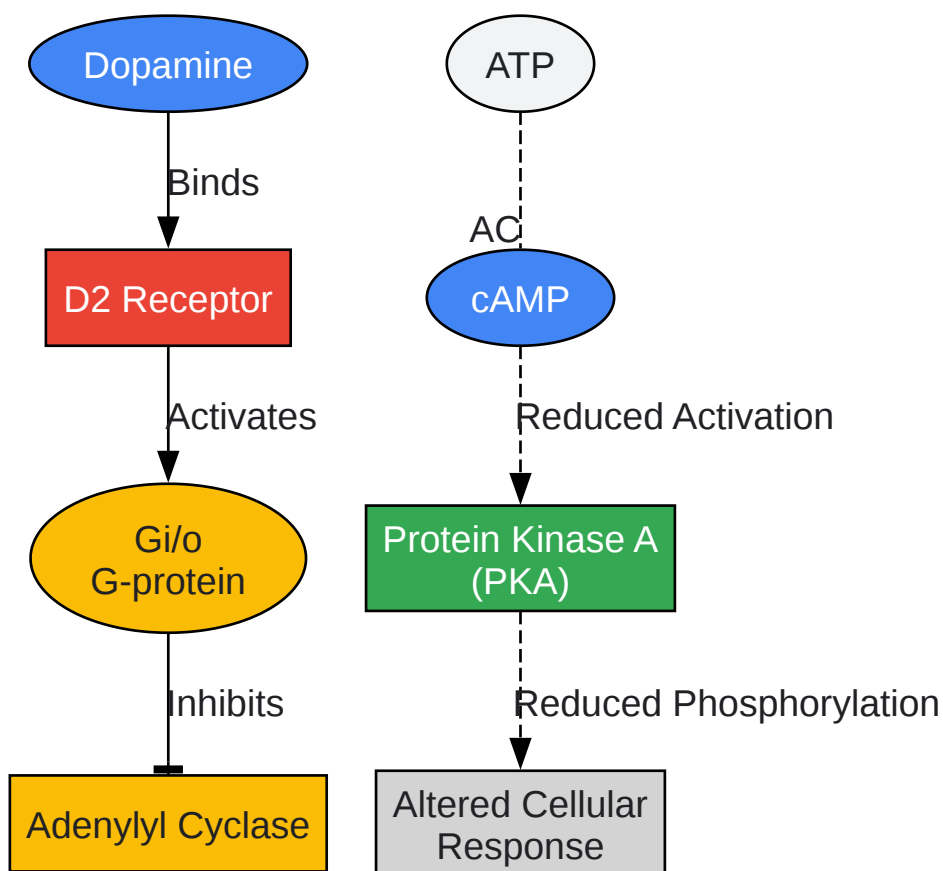 Dopamine
ATP
Binds
AC
D2 Receptor
cAMP
Activates
Reduced Activation
Gi/o
G-protein
Protein Kinase A
(PKA)
Inhibits
Reduced Phosphorylation
Adenylyl Cyclase
Altered Cellular
Response